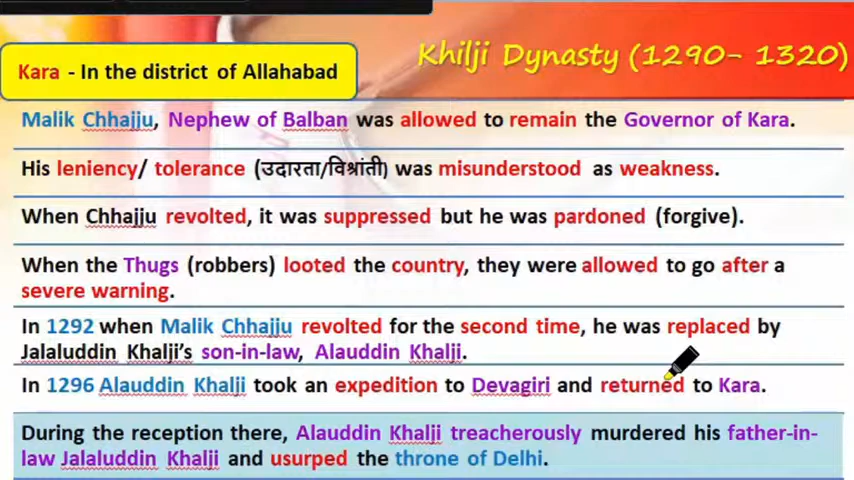 Khilji Dynasty (1290- 1320)
Kara - In the district of Allahabad
Malik Chhajju, Nephew of Balban was allowed to remain the Governor of Kara.
His leniency/ tolerance (उदारता/विश्रांती) was misunderstood as weakness.
When Chhajju revolted, it was suppressed but he was pardoned (forgive).
When the Thugs (robbers) looted the country, they were allowed to go after a
severe warning.
In 1292 when Malik Chhajju revolted for the second time, he was replaced by
Jalaluddin Khalji's son-in-law, Alauddin Khalji.
In 1296 Alauddin Khalji took an expedition to Devagiri and returned to Kara.
During the reception there, Alauddin Khalji treacherously murdered his father-in-
law Jalaluddin Khalji and usurped the throne of Delhi.